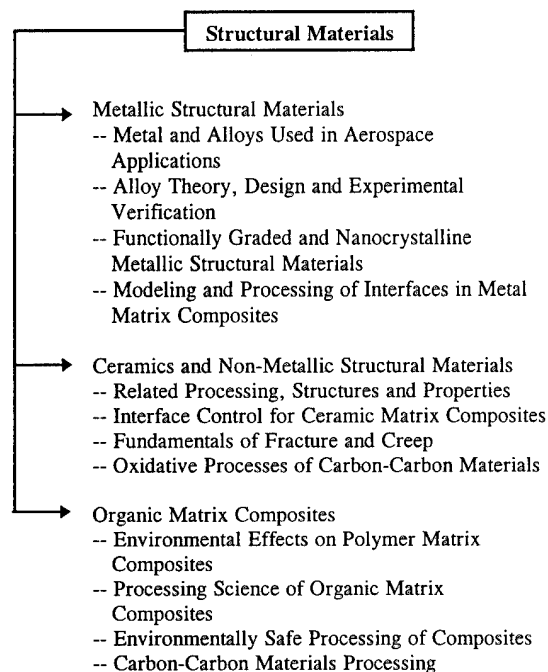 Structural Materials
Metallic Structural Materials
-- Metal and Alloys Used in Aerospace
Applications
-- Alloy Theory, Design and Experimental
Verification
-- Functionally Graded and Nanocrystalline
Metallic Structural Materials
-- Modeling and Processing of Interfaces in Metal
Matrix Composites
Ceramics and Non-Metallic Structural Materials
-- Related Processing, Structures and Properties
-- Interface Control for Ceramic Matrix Composites
-- Fundamentals of Fracture and Creep
-- Oxidative Processes of Carbon-Carbon Materials
Organic Matrix Composites
-- Environmental Effects on Polymer Matrix
Composites
-- Processing Science of Organic Matrix
Composites
-- Environmentally Safe Processing of Composites
-- Carbon-Carbon Materials Processing